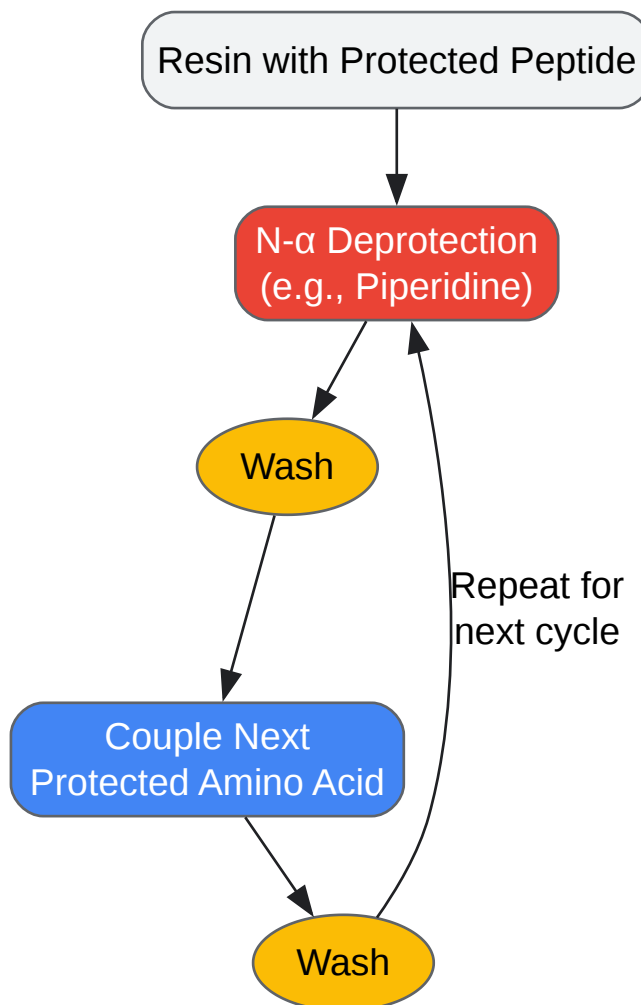 Resin with Protected Peptide
N-α Deprotection
(e.g., Piperidine)
Wash
Repeat for
next cycle
Couple Next
Protected Amino Acid
Wash